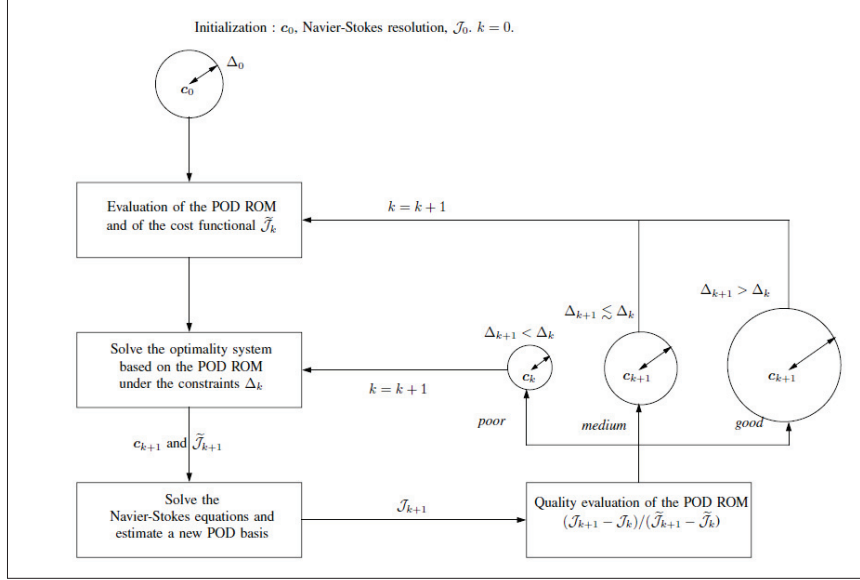 Initialization : c₀, Navier-Stokes resolution, 𝒥₀. k = 0.
Δ₀
c₀
Evaluation of the POD ROM
and of the cost functional 𝒥̃ₖ
k = k + 1
Δₖ₊₁ > Δₖ
Δₖ₊₁ ≲ Δₖ
Δₖ₊₁ < Δₖ
Solve the optimality system
based on the POD ROM
under the constraints Δₖ
cₖ
cₖ₊₁
cₖ₊₁
k = k + 1
poor
medium
good
cₖ₊₁ and 𝒥̃ₖ₊₁
Solve the
Navier-Stokes equations and
estimate a new POD basis
𝒥ₖ₊₁
Quality evaluation of the POD ROM
(𝒥ₖ₊₁ − 𝒥ₖ)/(𝒥̃ₖ₊₁ − 𝒥̃ₖ)